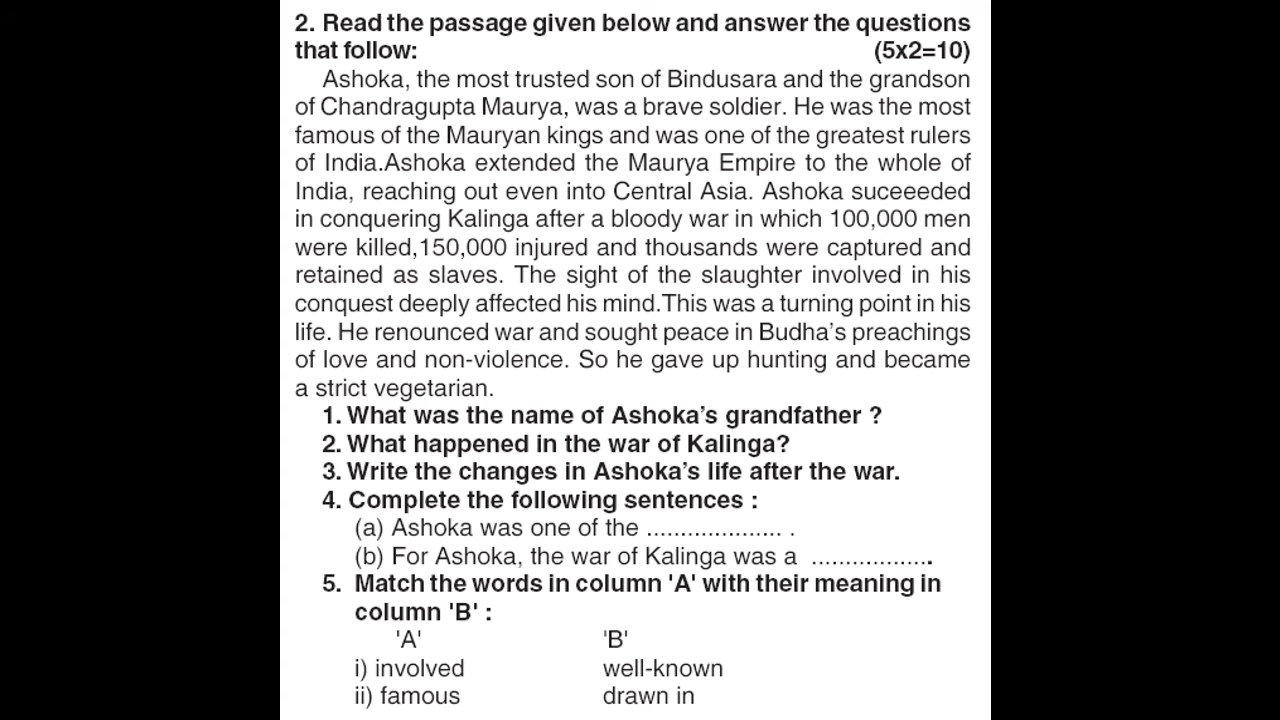 2. Read the passage given below and answer the questions
that follow: (5x2=10)
Ashoka, the most trusted son of Bindusara and the grandson
of Chandragupta Maurya, was a brave soldier. He was the most
famous of the Mauryan kings and was one of the greatest rulers
of India.Ashoka extended the Maurya Empire to the whole of
India, reaching out even into Central Asia. Ashoka suceeeded
in conquering Kalinga after a bloody war in which 100,000 men
were killed,150,000 injured and thousands were captured and
retained as slaves. The sight of the slaughter involved in his
conquest deeply affected his mind.This was a turning point in his
life. He renounced war and sought peace in Budha's preachings
of love and non-violence. So he gave up hunting and became
a strict vegetarian.
1. What was the name of Ashoka's grandfather ?
2. What happened in the war of Kalinga?
3. Write the changes in Ashoka's life after the war.
4. Complete the following sentences :
(a) Ashoka was one of the .................... .
(b) For Ashoka, the war of Kalinga was a ..................
5. Match the words in column 'A' with their meaning in
column 'B' :
'A' 'B'
i) involved well-known
ii) famous drawn in